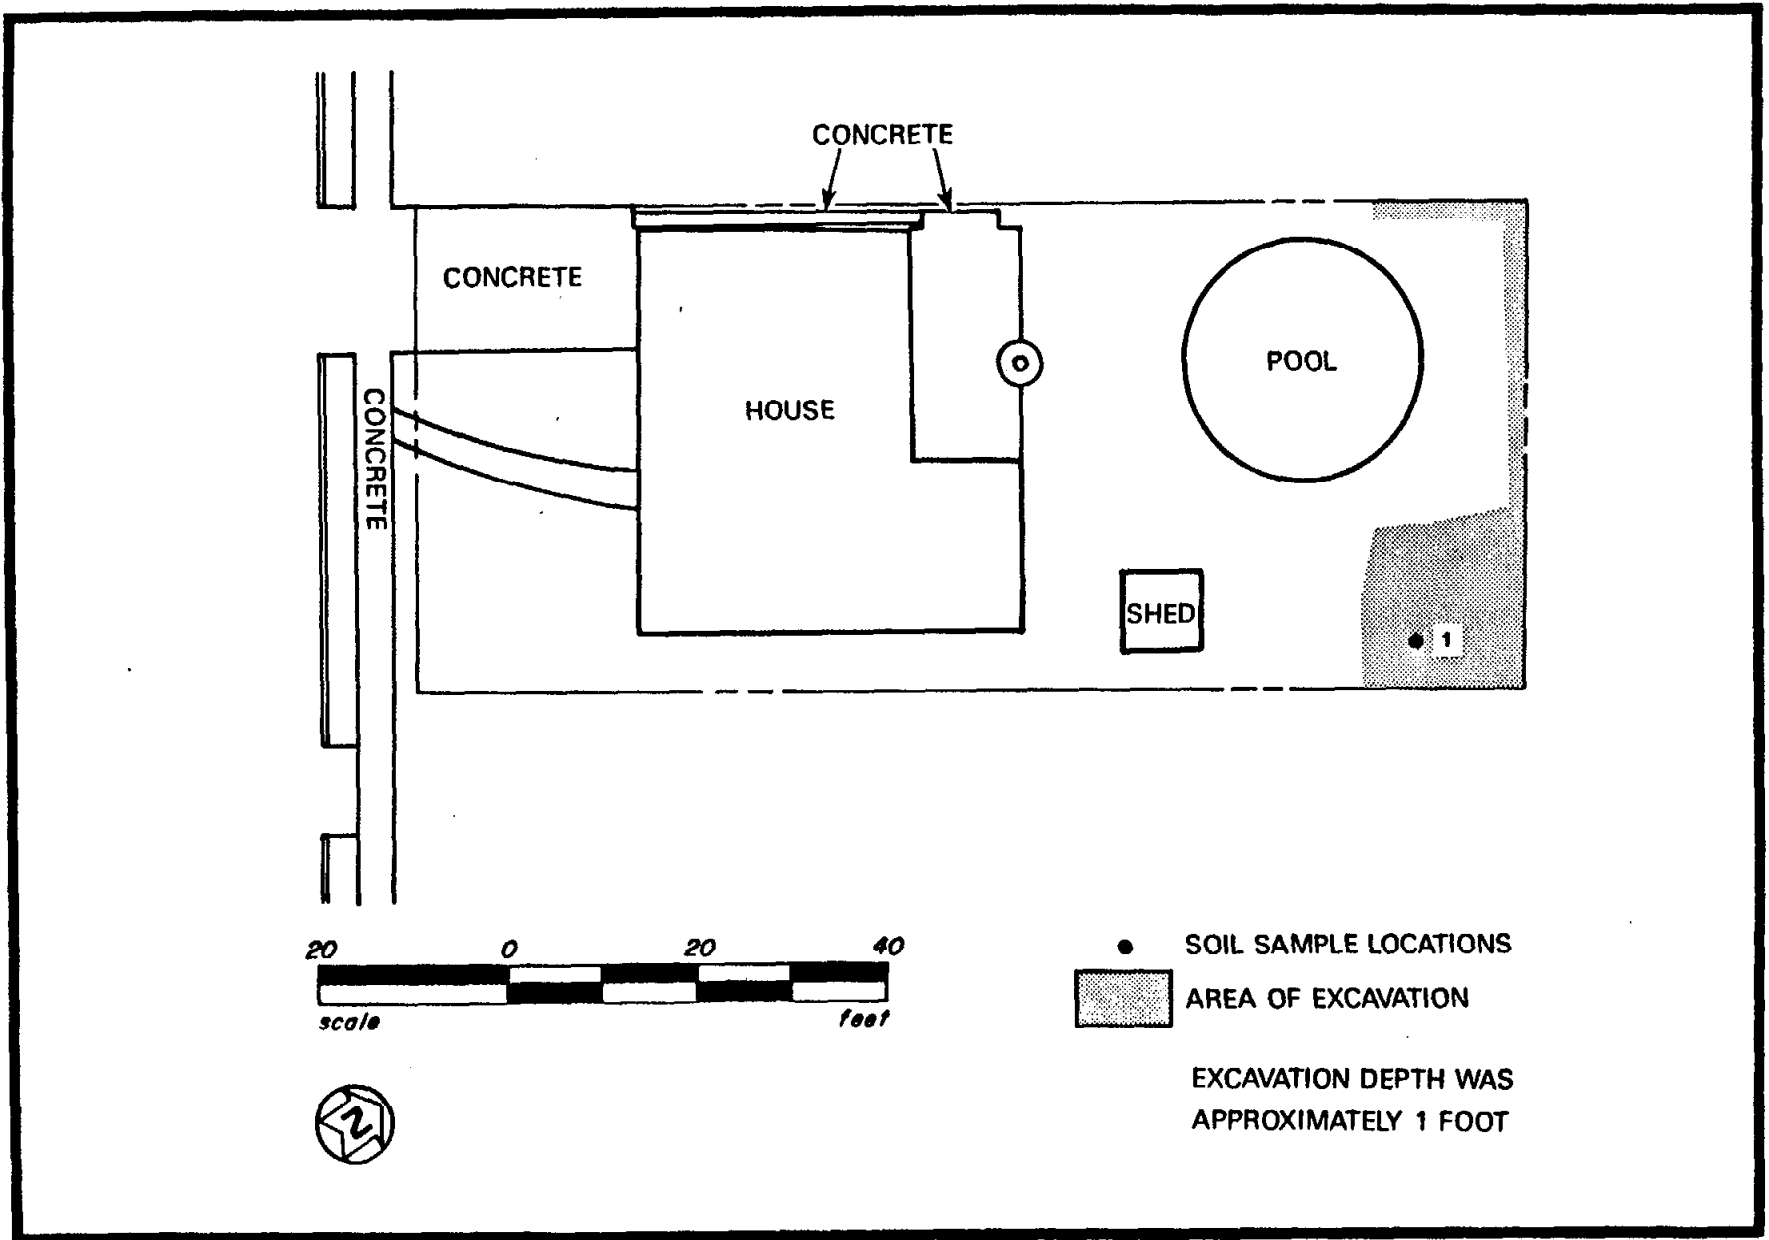 CONCRETE
CONCRETE
CONCRETE
HOUSE
POOL
SHED
1
20 0 20 40
scale feet
N
SOIL SAMPLE LOCATIONS
AREA OF EXCAVATION
EXCAVATION DEPTH WAS
APPROXIMATELY 1 FOOT